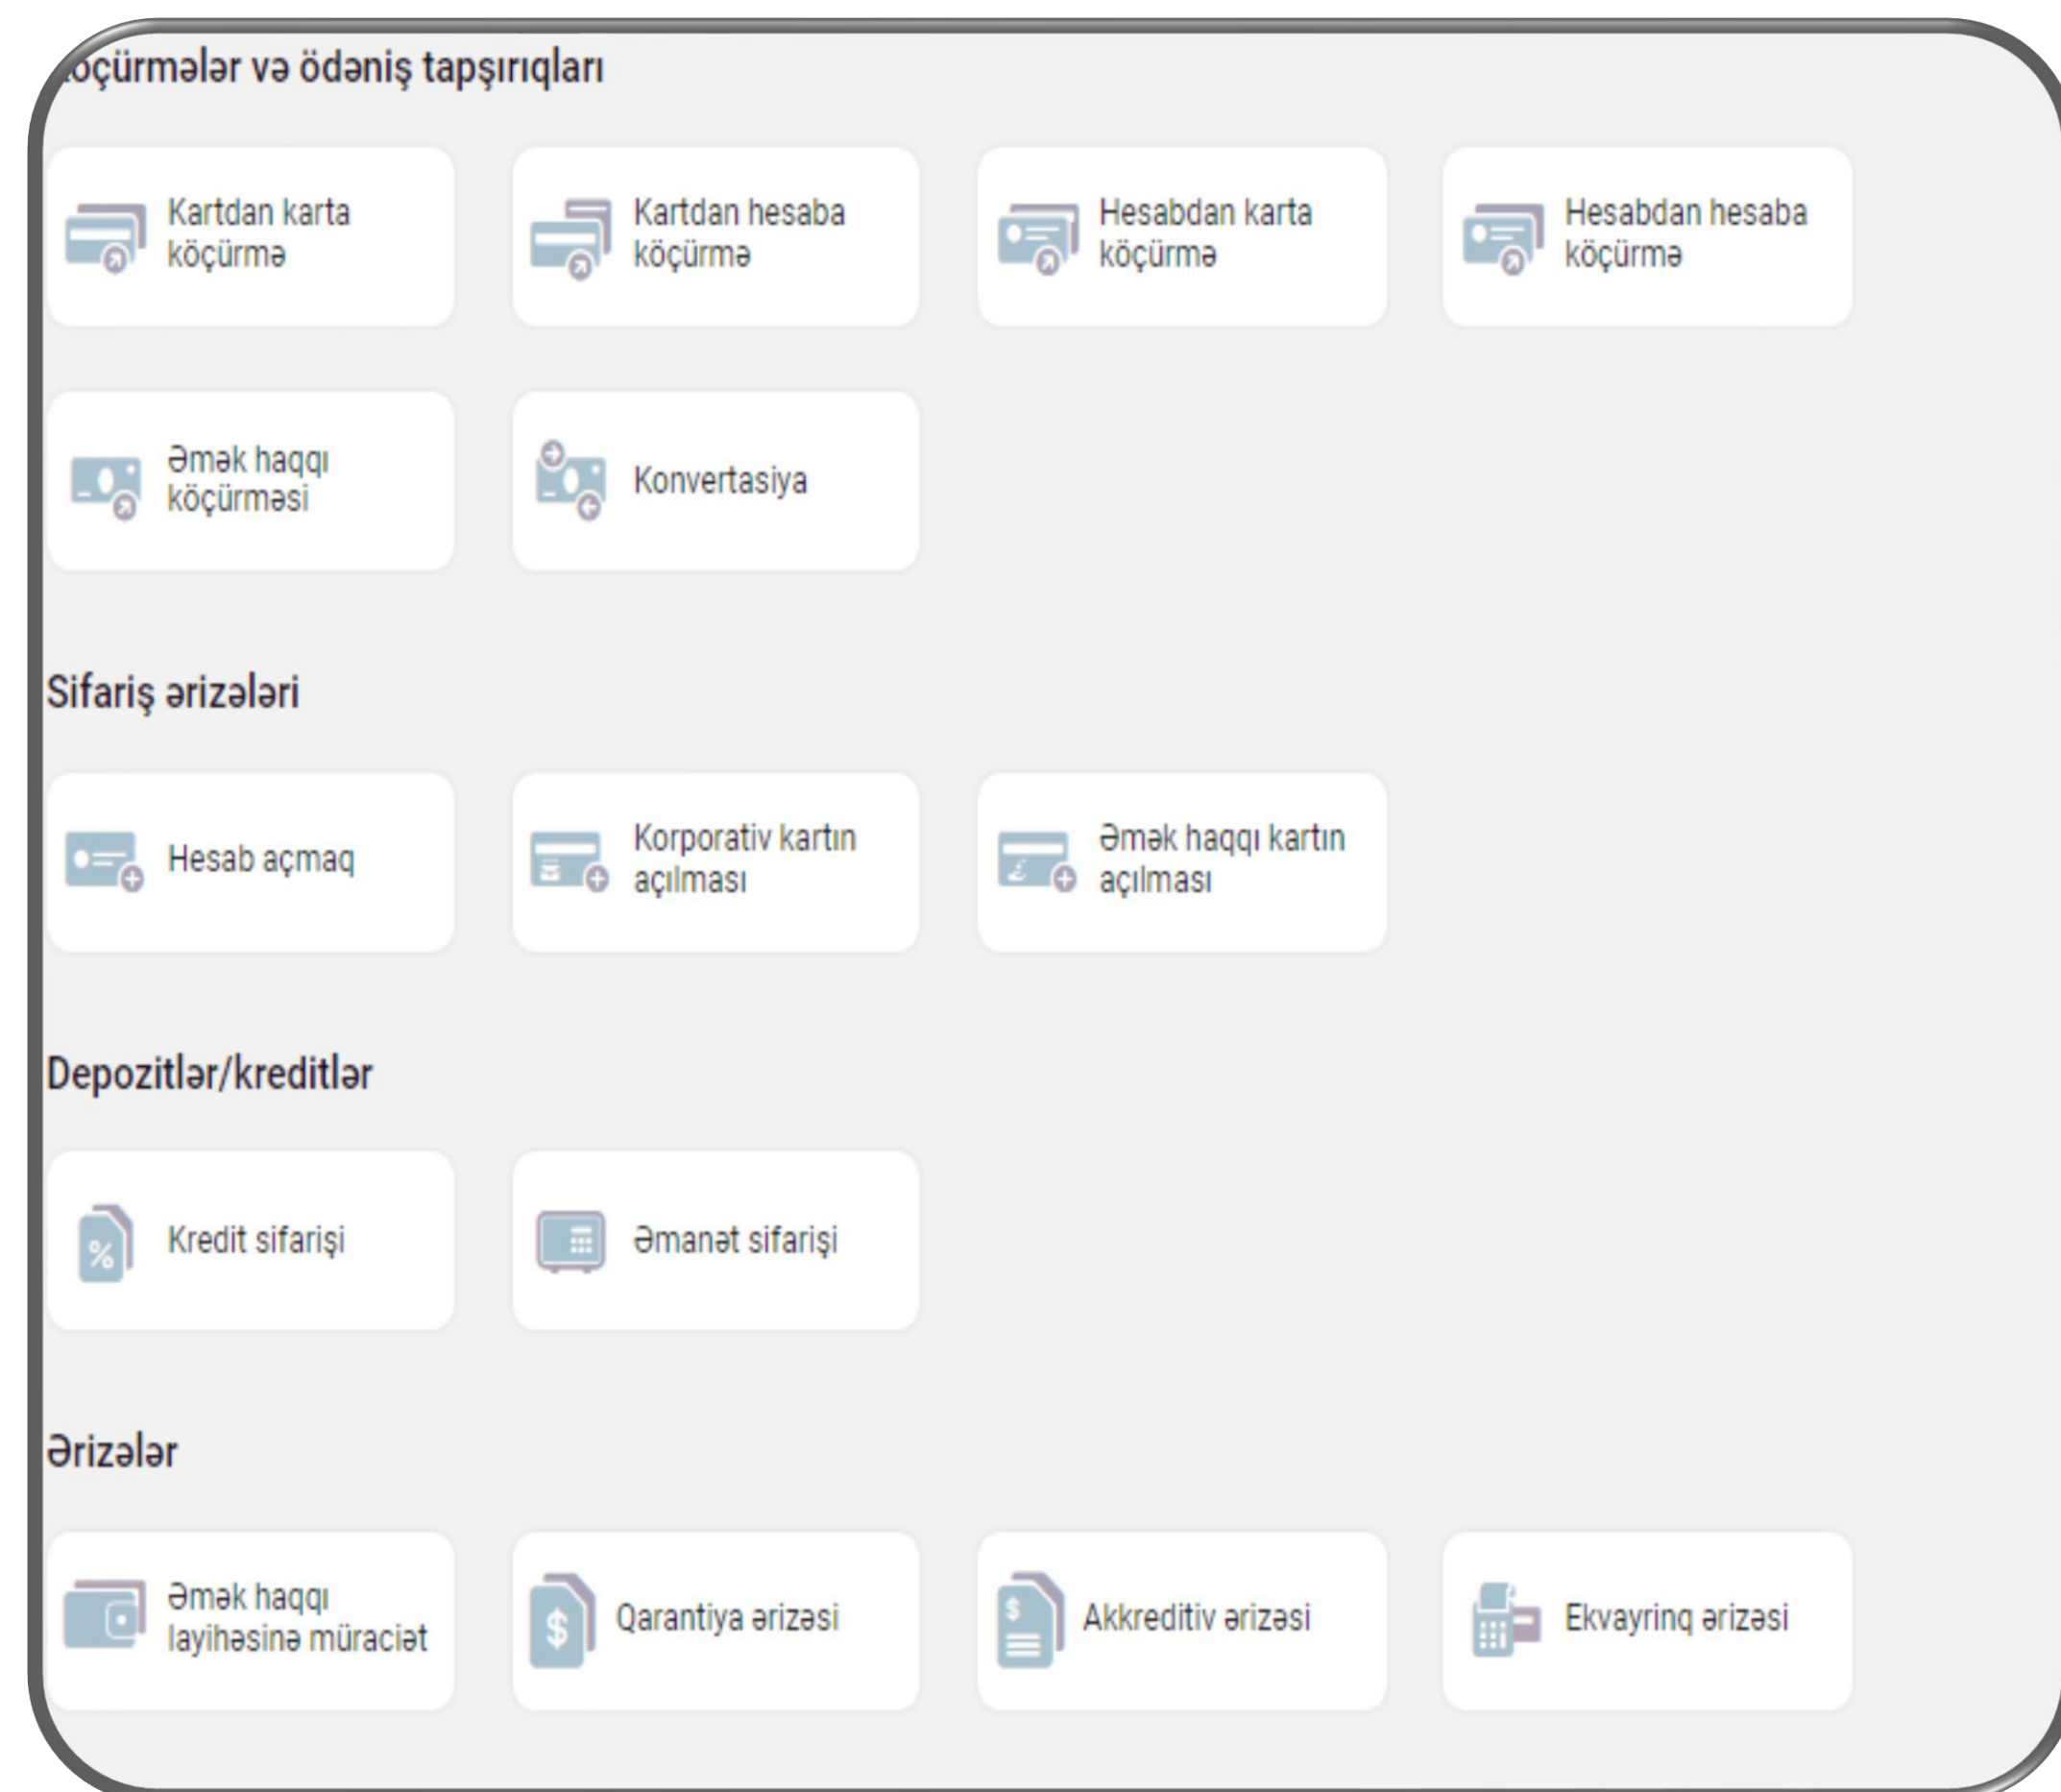 köçürmələr və ödəniş tapşırıqları
Kartdan karta
köçürmə
Kartdan hesaba
köçürmə
Hesabdan karta
köçürmə
Hesabdan hesaba
köçürmə
Əmək haqqı
köçürməsi
Konvertasiya
Sifariş ərizələri
Hesab açmaq
Korporativ kartın
açılması
Əmək haqqı kartın
açılması
Depozitlər/kreditlər
Kredit sifarişi
Əmanət sifarişi
Ərizələr
Əmək haqqı
layihəsinə müraciət
Qarantiya ərizəsi
Akkreditiv ərizəsi
Ekvayrinq ərizəsi